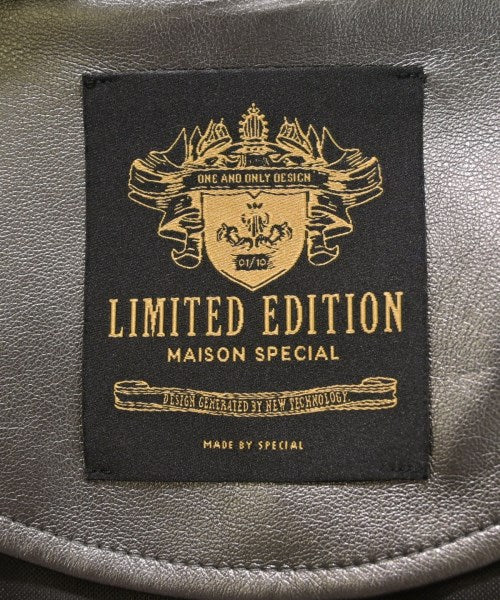 ONE AND ONLY DESIGN
01/10
LIMITED EDITION
MAISON SPECIAL
DESIGN GENERATED BY NEW TECHNOLOGY
MADE BY SPECIAL